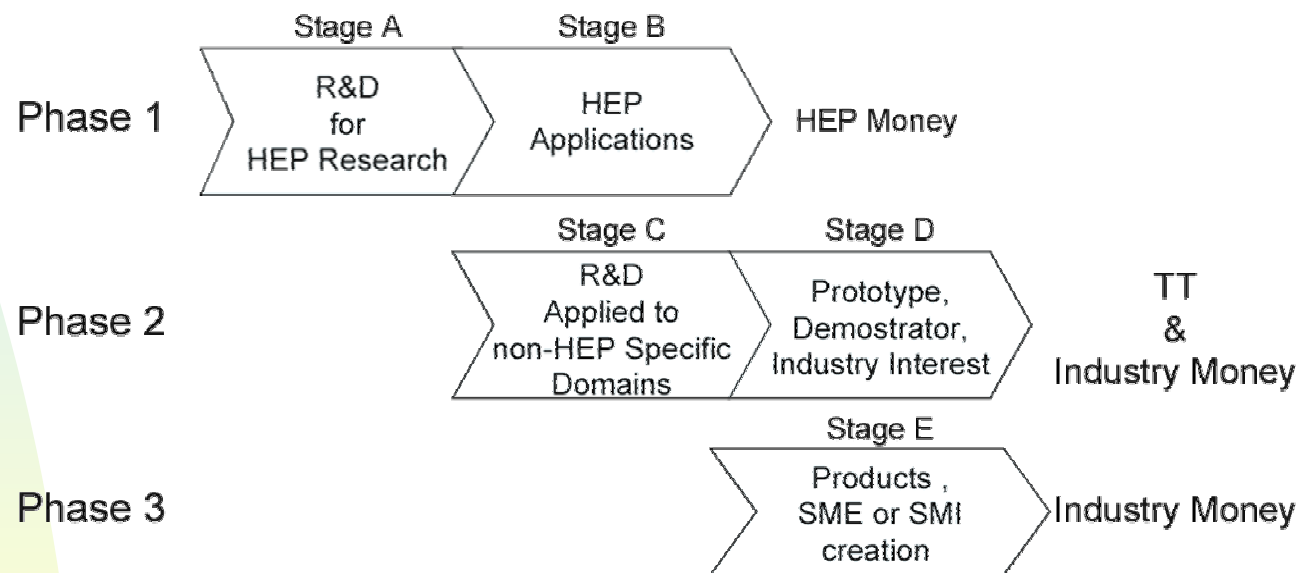 Stage A
Stage B
Phase 1
R&D
for
HEP Research
HEP
Applications
HEP Money
Stage C
Stage D
Phase 2
R&D
Applied to
non-HEP Specific
Domains
Prototype,
Demostrator,
Industry Interest
TT
&
Industry Money
Stage E
Phase 3
Products ,
SME or SMI
creation
Industry Money